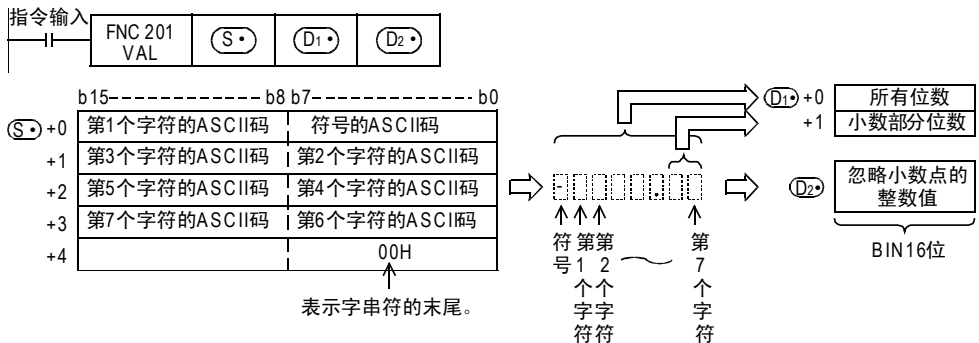 指令输入
FNC 201
VAL
S•
D1•
D2•
b15
b8
b7
b0
S• +0
第1个字符的ASCII码
符号的ASCII码
+1
第3个字符的ASCII码
第2个字符的ASCII码
+2
第5个字符的ASCII码
第4个字符的ASCII码
+3
第7个字符的ASCII码
第6个字符的ASCII码
+4
00H
表示字串符的末尾。
-
.
符号
第1个字符
第2个字符
第7个字符
D1• +0
所有位数
+1
小数部分位数
D2•
忽略小数点的
整数值
BIN16位